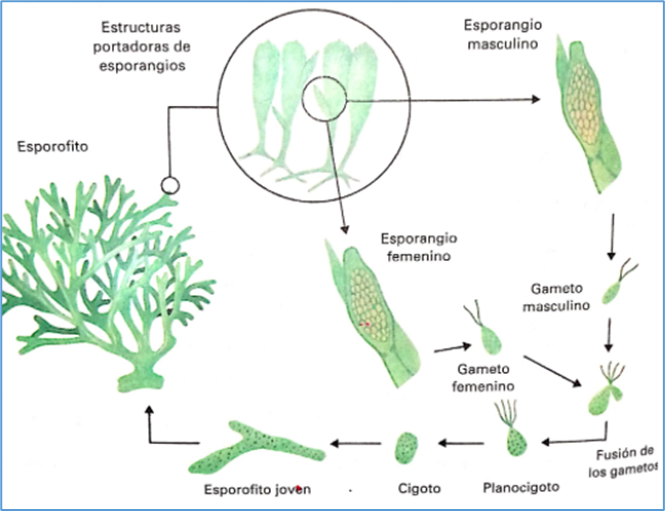 Estructuras
portadoras de
esporangios
Esporangio
masculino
Esporofito
Esporangio
femenino
Gameto
masculino
Gameto
femenino
Fusión de
los gametos
Esporofito joven
.
Cigoto
Planocigoto